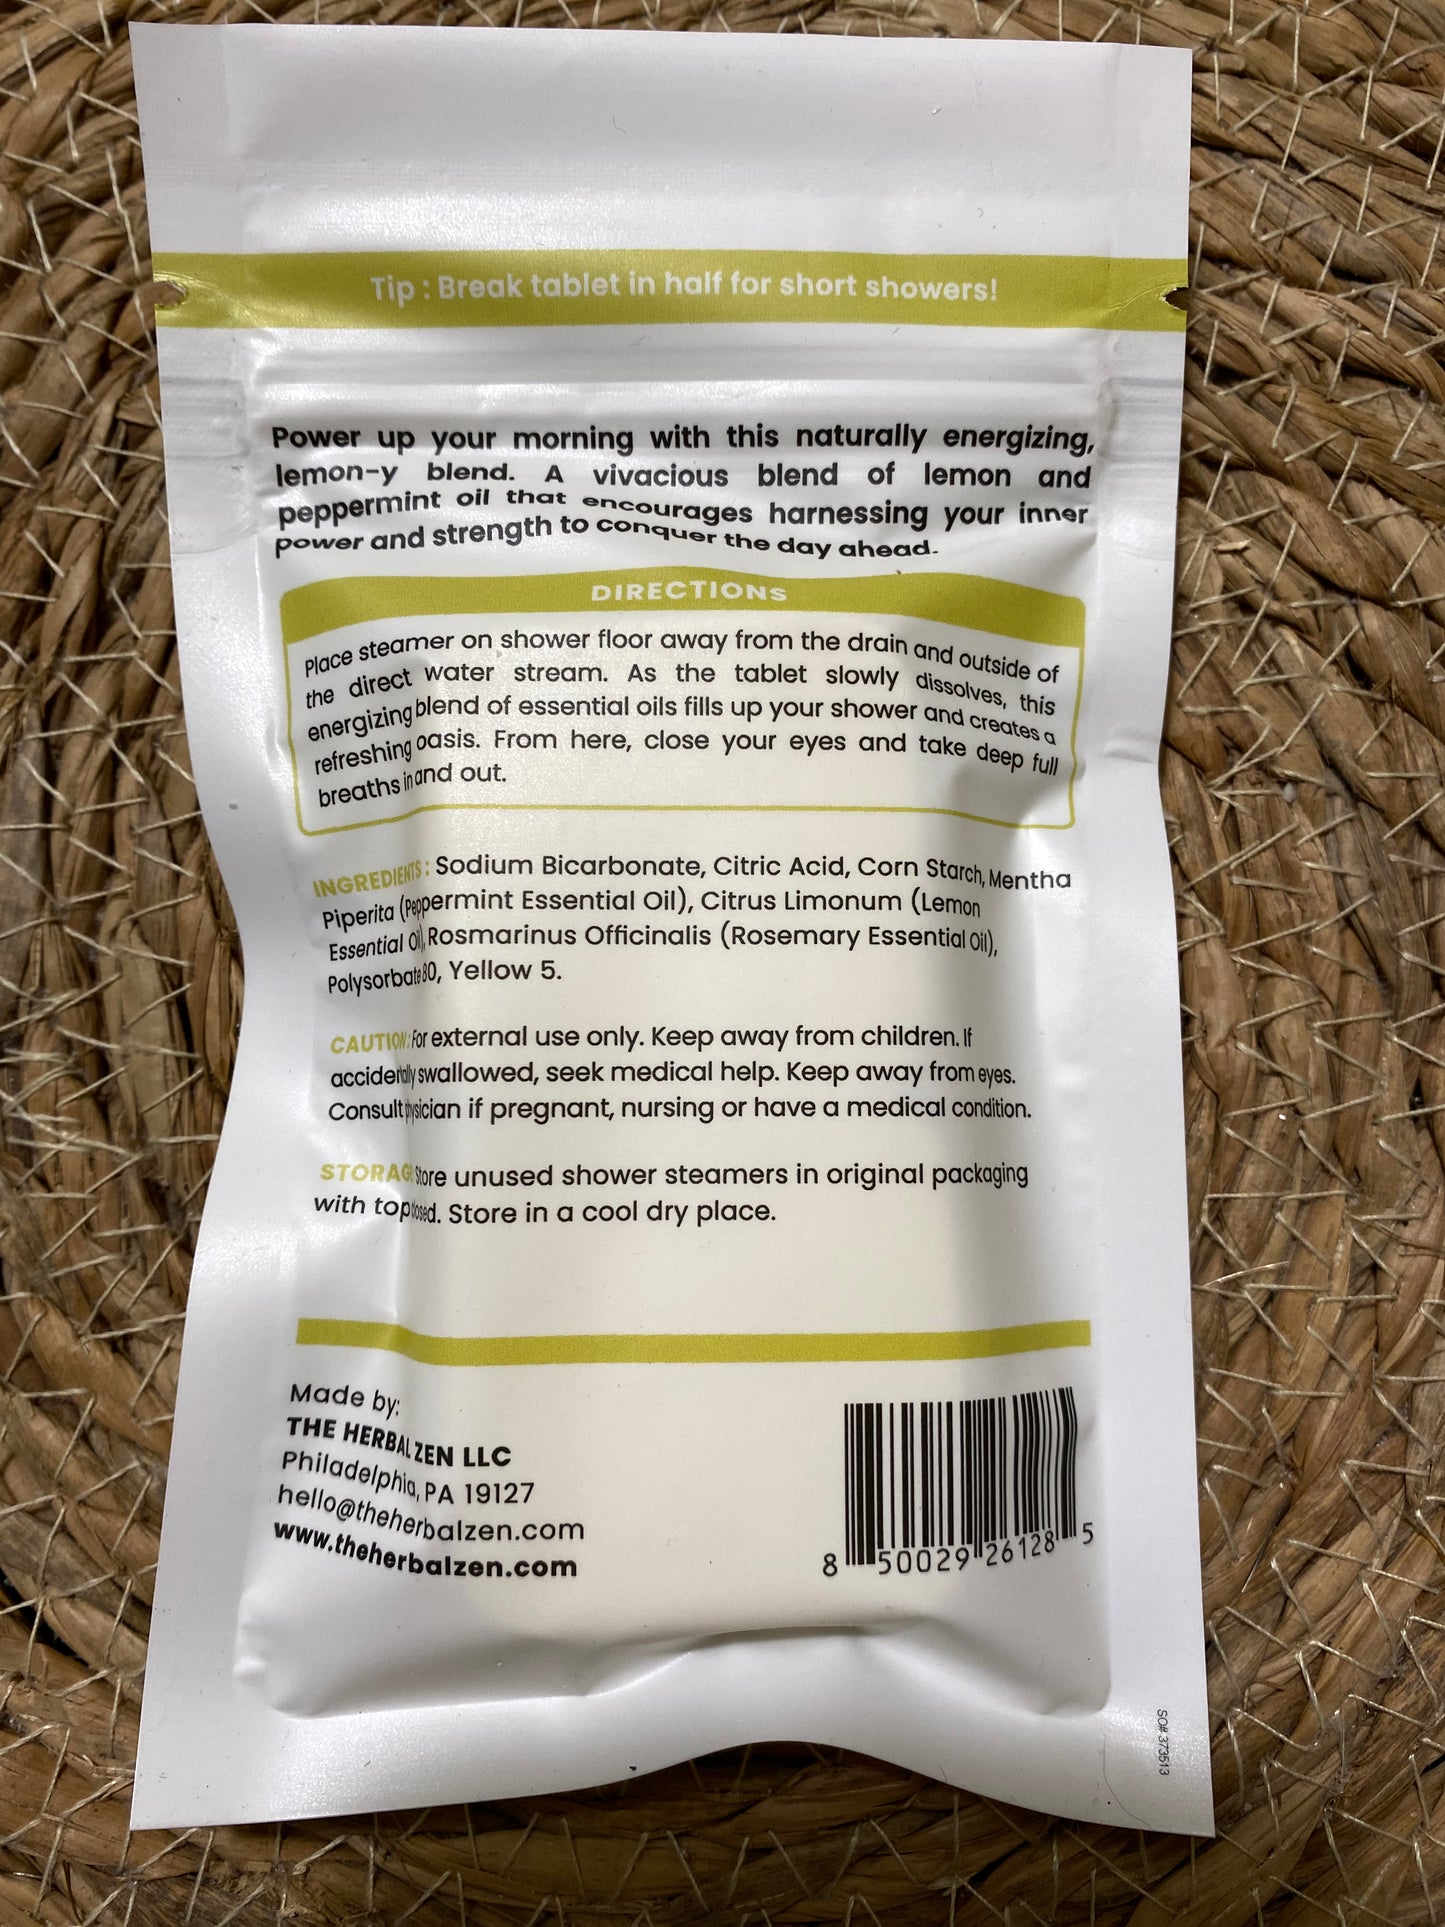 Tip : Break tablet in half for short showers!
Power up your morning with this naturally energizing,
lemon-y blend. A vivacious blend of lemon and
peppermint oil that encourages harnessing your inner
power and strength to conquer the day ahead.
DIRECTIONS
Place steamer on shower floor away from the drain and outside of
the direct water stream. As the tablet slowly dissolves, this
energizing blend of essential oils fills up your shower and creates a
refreshing oasis. From here, close your eyes and take deep full
breaths in and out.
INGREDIENTS : Sodium Bicarbonate, Citric Acid, Corn Starch, Mentha
Piperita (Peppermint Essential Oil), Citrus Limonum (Lemon
Essential Oil), Rosmarinus Officinalis (Rosemary Essential Oil),
Polysorbate 80, Yellow 5.
CAUTION: For external use only. Keep away from children. If
accidentally swallowed, seek medical help. Keep away from eyes.
Consult physician if pregnant, nursing or have a medical condition.
STORAGE Store unused shower steamers in original packaging
with top closed. Store in a cool dry place.
Made by:
THE HERBAL ZEN LLC
Philadelphia, PA 19127
hello@theherbalzen.com
www.theherbalzen.com
8 50029 26128 5
SO# 373513